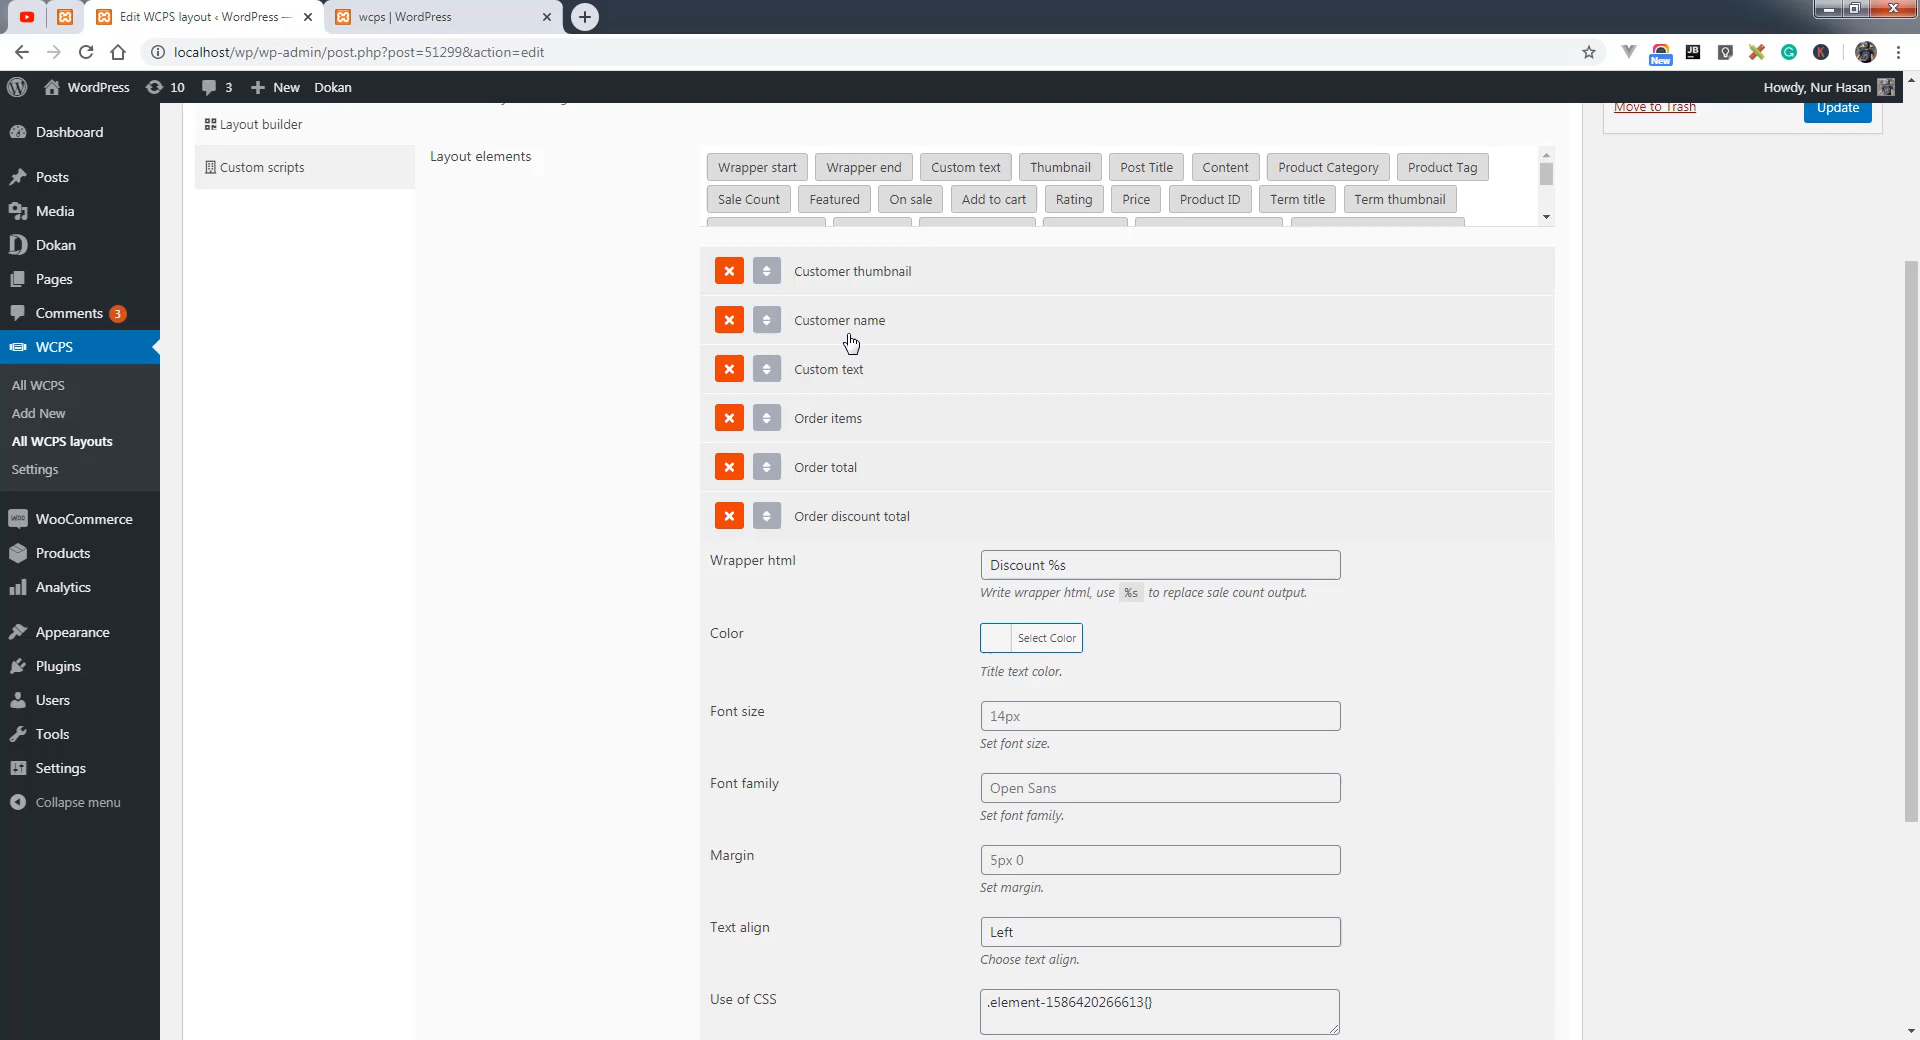 Edit WCPS layout ‹ WordPress —
wcps | WordPress
localhost/wp/wp-admin/post.php?post=51299&action=edit
New
WordPress
10
3
New
Dokan
Howdy, Nur Hasan
Dashboard
Posts
Media
Dokan
Pages
Comments 3
WCPS
All WCPS
Add New
All WCPS layouts
Settings
WooCommerce
Products
Analytics
Appearance
Plugins
Users
Tools
Settings
Collapse menu
Layout builder
Custom scripts
Move to Trash
Update
Layout elements
Wrapper start Wrapper end Custom text Thumbnail Post Title Content Product Category Product Tag
Sale Count Featured On sale Add to cart Rating Price Product ID Term title Term thumbnail
Customer thumbnail
Customer name
Custom text
Order items
Order total
Order discount total
Wrapper html
Discount %s
Write wrapper html, use %s to replace sale count output.
Color
Select Color
Title text color.
Font size
14px
Set font size.
Font family
Open Sans
Set font family.
Margin
5px 0
Set margin.
Text align
Left
Choose text align.
Use of CSS
.element-1586420266613{}